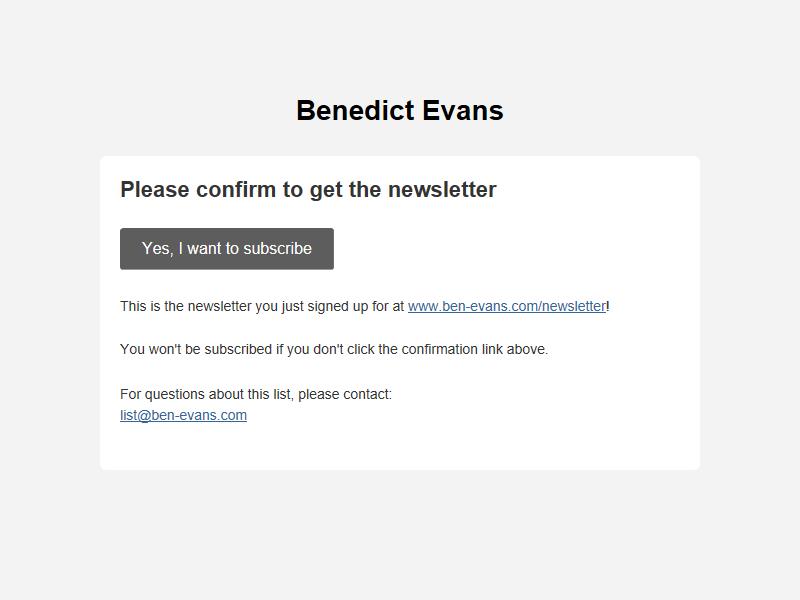 Benedict Evans
Please confirm to get the newsletter
Yes, I want to subscribe
This is the newsletter you just signed up for at www.ben-evans.com/newsletter!
You won't be subscribed if you don't click the confirmation link above.
For questions about this list, please contact:
list@ben-evans.com